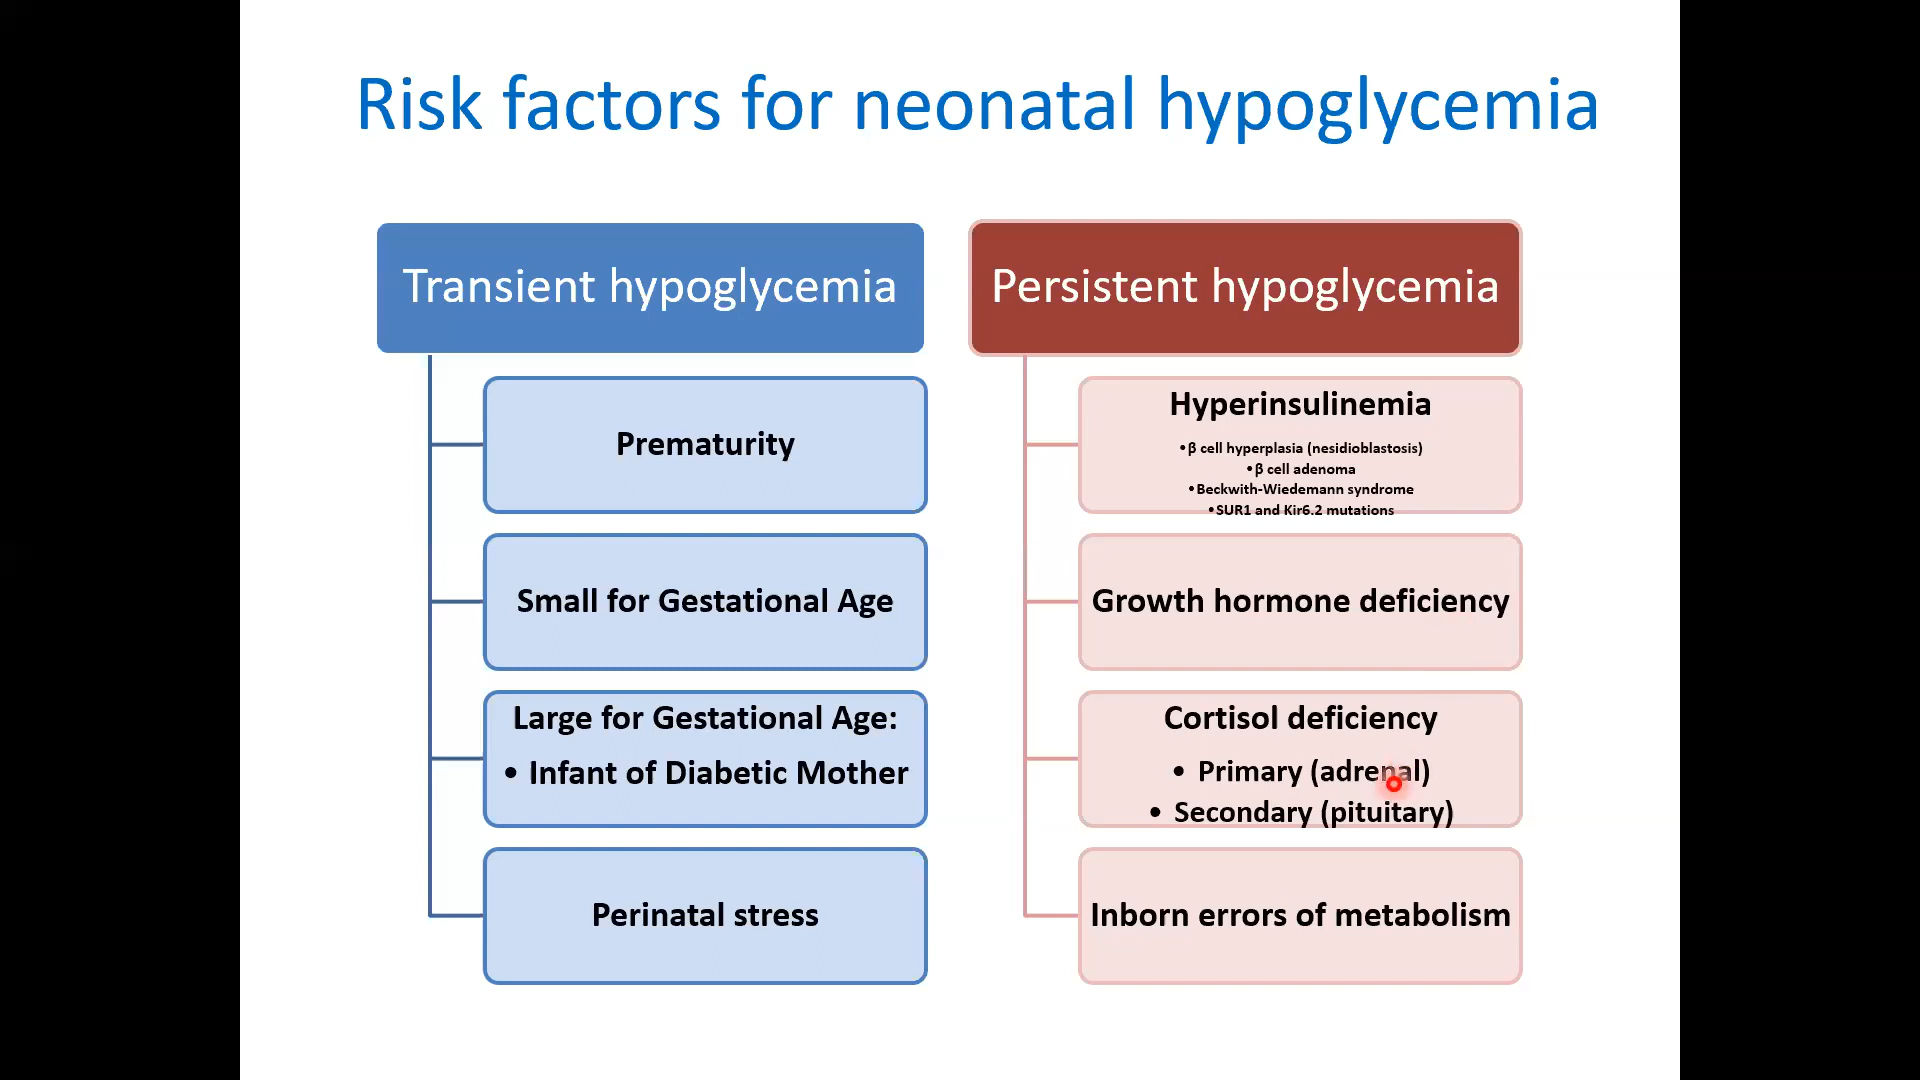 Risk factors for neonatal hypoglycemia
Transient hypoglycemia
Prematurity
Small for Gestational Age
Large for Gestational Age:
• Infant of Diabetic Mother
Perinatal stress
Persistent hypoglycemia
Hyperinsulinemia
•β cell hyperplasia (nesidioblastosis)
•β cell adenoma
•Beckwith-Wiedemann syndrome
•SUR1 and Kir6.2 mutations
Growth hormone deficiency
Cortisol deficiency
• Primary (adrenal)
• Secondary (pituitary)
Inborn errors of metabolism